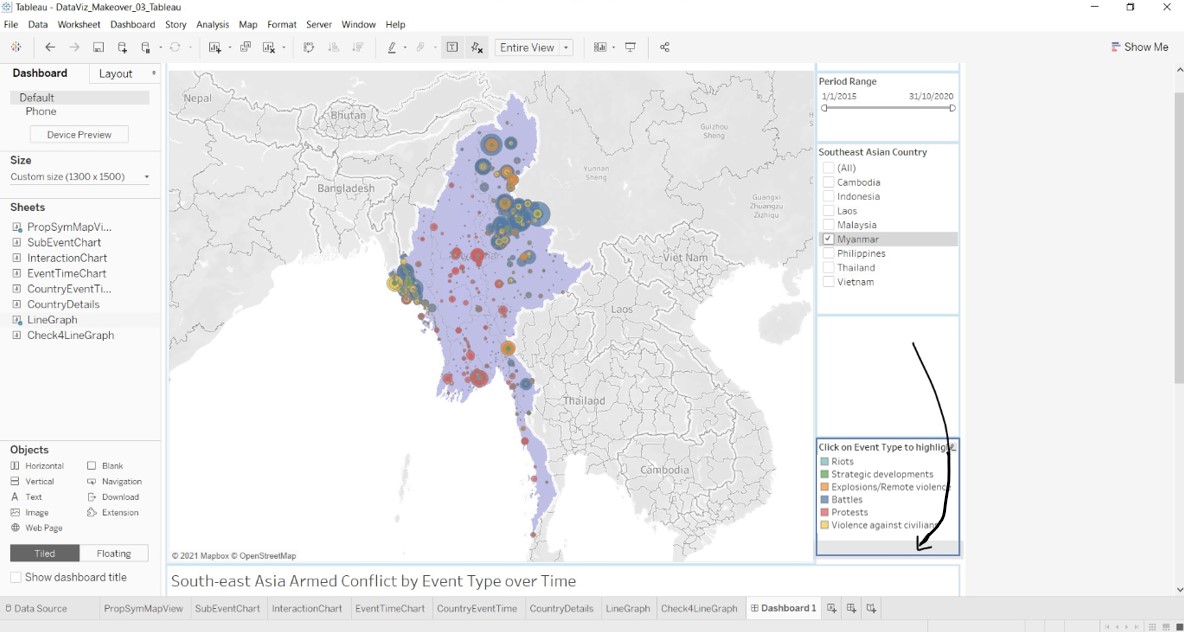 Tableau - DataViz_Makeover_03_Tableau
File Data Worksheet Dashboard Story Analysis Map Format Server Window Help
Entire View
Show Me
Dashboard Layout
Default
Phone
Device Preview
Size
Custom size (1300 x 1500)
Sheets
PropSymMapVi...
SubEventChart
InteractionChart
EventTimeChart
CountryEventTi...
CountryDetails
LineGraph
Check4LineGraph
Objects
Horizontal Blank
Vertical Navigation
Text Download
Image Extension
Web Page
Tiled Floating
Show dashboard title
Nepal
Bhutan
Bangladesh
Guizhou
Sheng
Yunnan
Sheng
Guangxi
Zhuangzu
Zizhiqu
Viet Nam
Laos
Thailand
Cambodia
© 2021 Mapbox © OpenStreetMap
Period Range
1/1/2015 31/10/2020
Southeast Asian Country
(All)
Cambodia
Indonesia
Laos
Malaysia
Myanmar
Philippines
Thailand
Vietnam
Click on Event Type to highlight
Riots
Strategic developments
Explosions/Remote violence
Battles
Protests
Violence against civilians
South-east Asia Armed Conflict by Event Type over Time
Data Source PropSymMapView SubEventChart InteractionChart EventTimeChart CountryEventTime CountryDetails LineGraph Check4LineGraph Dashboard 1